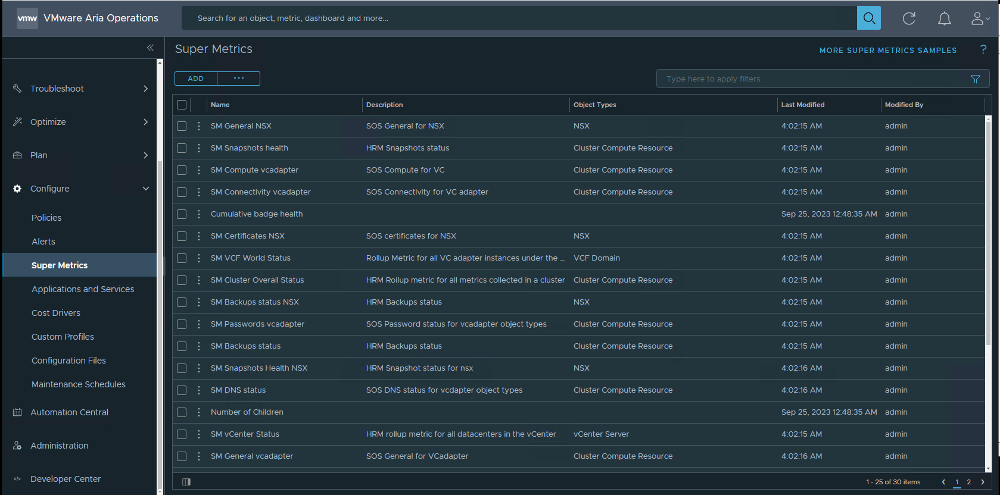 vmw VMware Aria Operations
Search for an object, metric, dashboard and more...
Super Metrics
MORE SUPER METRICS SAMPLES ?
ADD ...
Type here to apply filters
Troubleshoot
Optimize
Plan
Configure
Policies
Alerts
Super Metrics
Applications and Services
Cost Drivers
Custom Profiles
Configuration Files
Maintenance Schedules
Automation Central
Administration
Developer Center
Name Description Object Types Last Modified Modified By
SM General NSX SOS General for NSX NSX 4:02:15 AM admin
SM Snapshots health HRM Snapshots status Cluster Compute Resource 4:02:15 AM admin
SM Compute vcadapter SOS Compute for VC Cluster Compute Resource 4:02:15 AM admin
SM Connectivity vcadapter SOS Connectivity for VC adapter Cluster Compute Resource 4:02:15 AM admin
Cumulative badge health Sep 25, 2023 12:48:35 AM admin
SM Certificates NSX SOS certificates for NSX NSX 4:02:15 AM admin
SM VCF World Status Rollup Metric for all VC adapter instances under the ... VCF Domain 4:02:15 AM admin
SM Cluster Overall Status HRM Rollup metric for all metrics collected in a cluster Cluster Compute Resource 4:02:15 AM admin
SM Backups status NSX HRM Backups status NSX 4:02:15 AM admin
SM Passwords vcadapter SOS Password status for vcadapter object types Cluster Compute Resource 4:02:15 AM admin
SM Backups status HRM Backups status Cluster Compute Resource 4:02:15 AM admin
SM Snapshots Health NSX HRM Snapshot status for nsx NSX 4:02:16 AM admin
SM DNS status SOS DNS status for vcdapter object types Cluster Compute Resource 4:02:16 AM admin
Number of Children Sep 25, 2023 12:48:35 AM admin
SM vCenter Status HRM rollup metric for all datacenters in the vCenter vCenter Server 4:02:15 AM admin
SM General vcadapter SOS General for VCadapter Cluster Compute Resource 4:02:16 AM admin
1 - 25 of 30 items 1 2